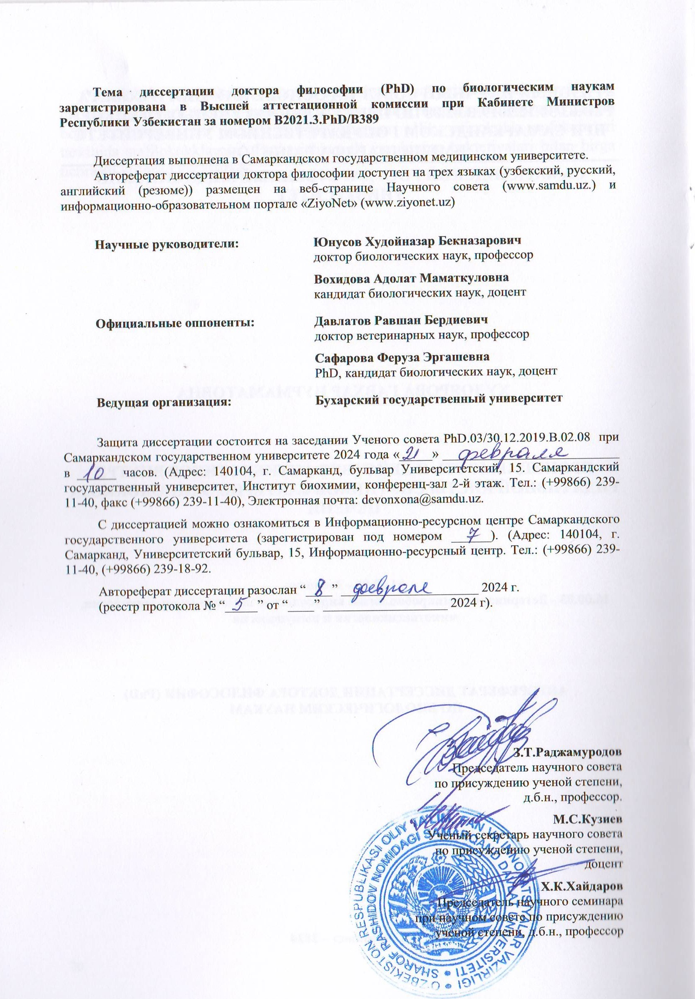 Тема диссертации доктора философии (PhD) по биологическим наукам
зарегистрирована в Высшей аттестационной комиссии при Кабинете Министров
Республики Узбекистан за номером B2021.3.PhD/B389
Диссертация выполнена в Самаркандском государственном медицинском университете.
Автореферат диссертации доктора философии доступен на трех языках (узбекский, русский,
английский (резюме)) размещен на веб-странице Научного совета (www.samdu.uz.) и
информационно-образовательном портале «ZiyoNet» (www.ziyonet.uz)
Научные руководители: Юнусов Худойназар Бекназарович
доктор биологических наук, профессор
Вохидова Адолат Маматкуловна
кандидат биологических наук, доцент
Официальные оппоненты: Давлатов Равшан Бердиевич
доктор ветеринарных наук, профессор
Сафарова Феруза Эргашевна
PhD, кандидат биологических наук, доцент
Ведущая организация: Бухарский государственный университет
Защита диссертации состоится на заседании Ученого совета PhD.03/30.12.2019.B.02.08 при
Самаркандском государственном университете 2024 года «21» февраля
в 10 часов. (Адрес: 140104, г. Самарканд, бульвар Университетский, 15. Самаркандский
государственный университет, Институт биохимии, конференц-зал 2-й этаж. Тел.: (+99866) 239-
11-40, факс (+99866) 239-11-40), Электронная почта: devonxona@samdu.uz.
С диссертацией можно ознакомиться в Информационно-ресурсном центре Самаркандского
государственного университета (зарегистрирован под номером 7). (Адрес: 140104, г.
Самарканд, Университетский бульвар, 15, Информационно-ресурсный центр. Тел.: (+99866) 239-
11-40, (+99866) 239-18-92.
Автореферат диссертации разослан “8” февраля 2024 г.
(реестр протокола № “5” от “____” ____ 2024 г).
З.Т.Раджамуродов
Председатель научного совета
по присуждению ученой степени,
д.б.н., профессор.
М.С.Кузиев
Ученый секретарь научного совета
по присуждению ученой степени,
доцент
Х.К.Хайдаров
Председатель научного семинара
при научном совете по присуждению
ученой степени, д.б.н., профессор
O‘ZBEKISTON RESPUBLIKASI OLIY TA'LIM, FAN VA INNOVATSIYALAR VAZIRLIGI
SHAROF RASHIDOV NOMIDAGI SAMARQAND DAVLAT UNIVERSITETI